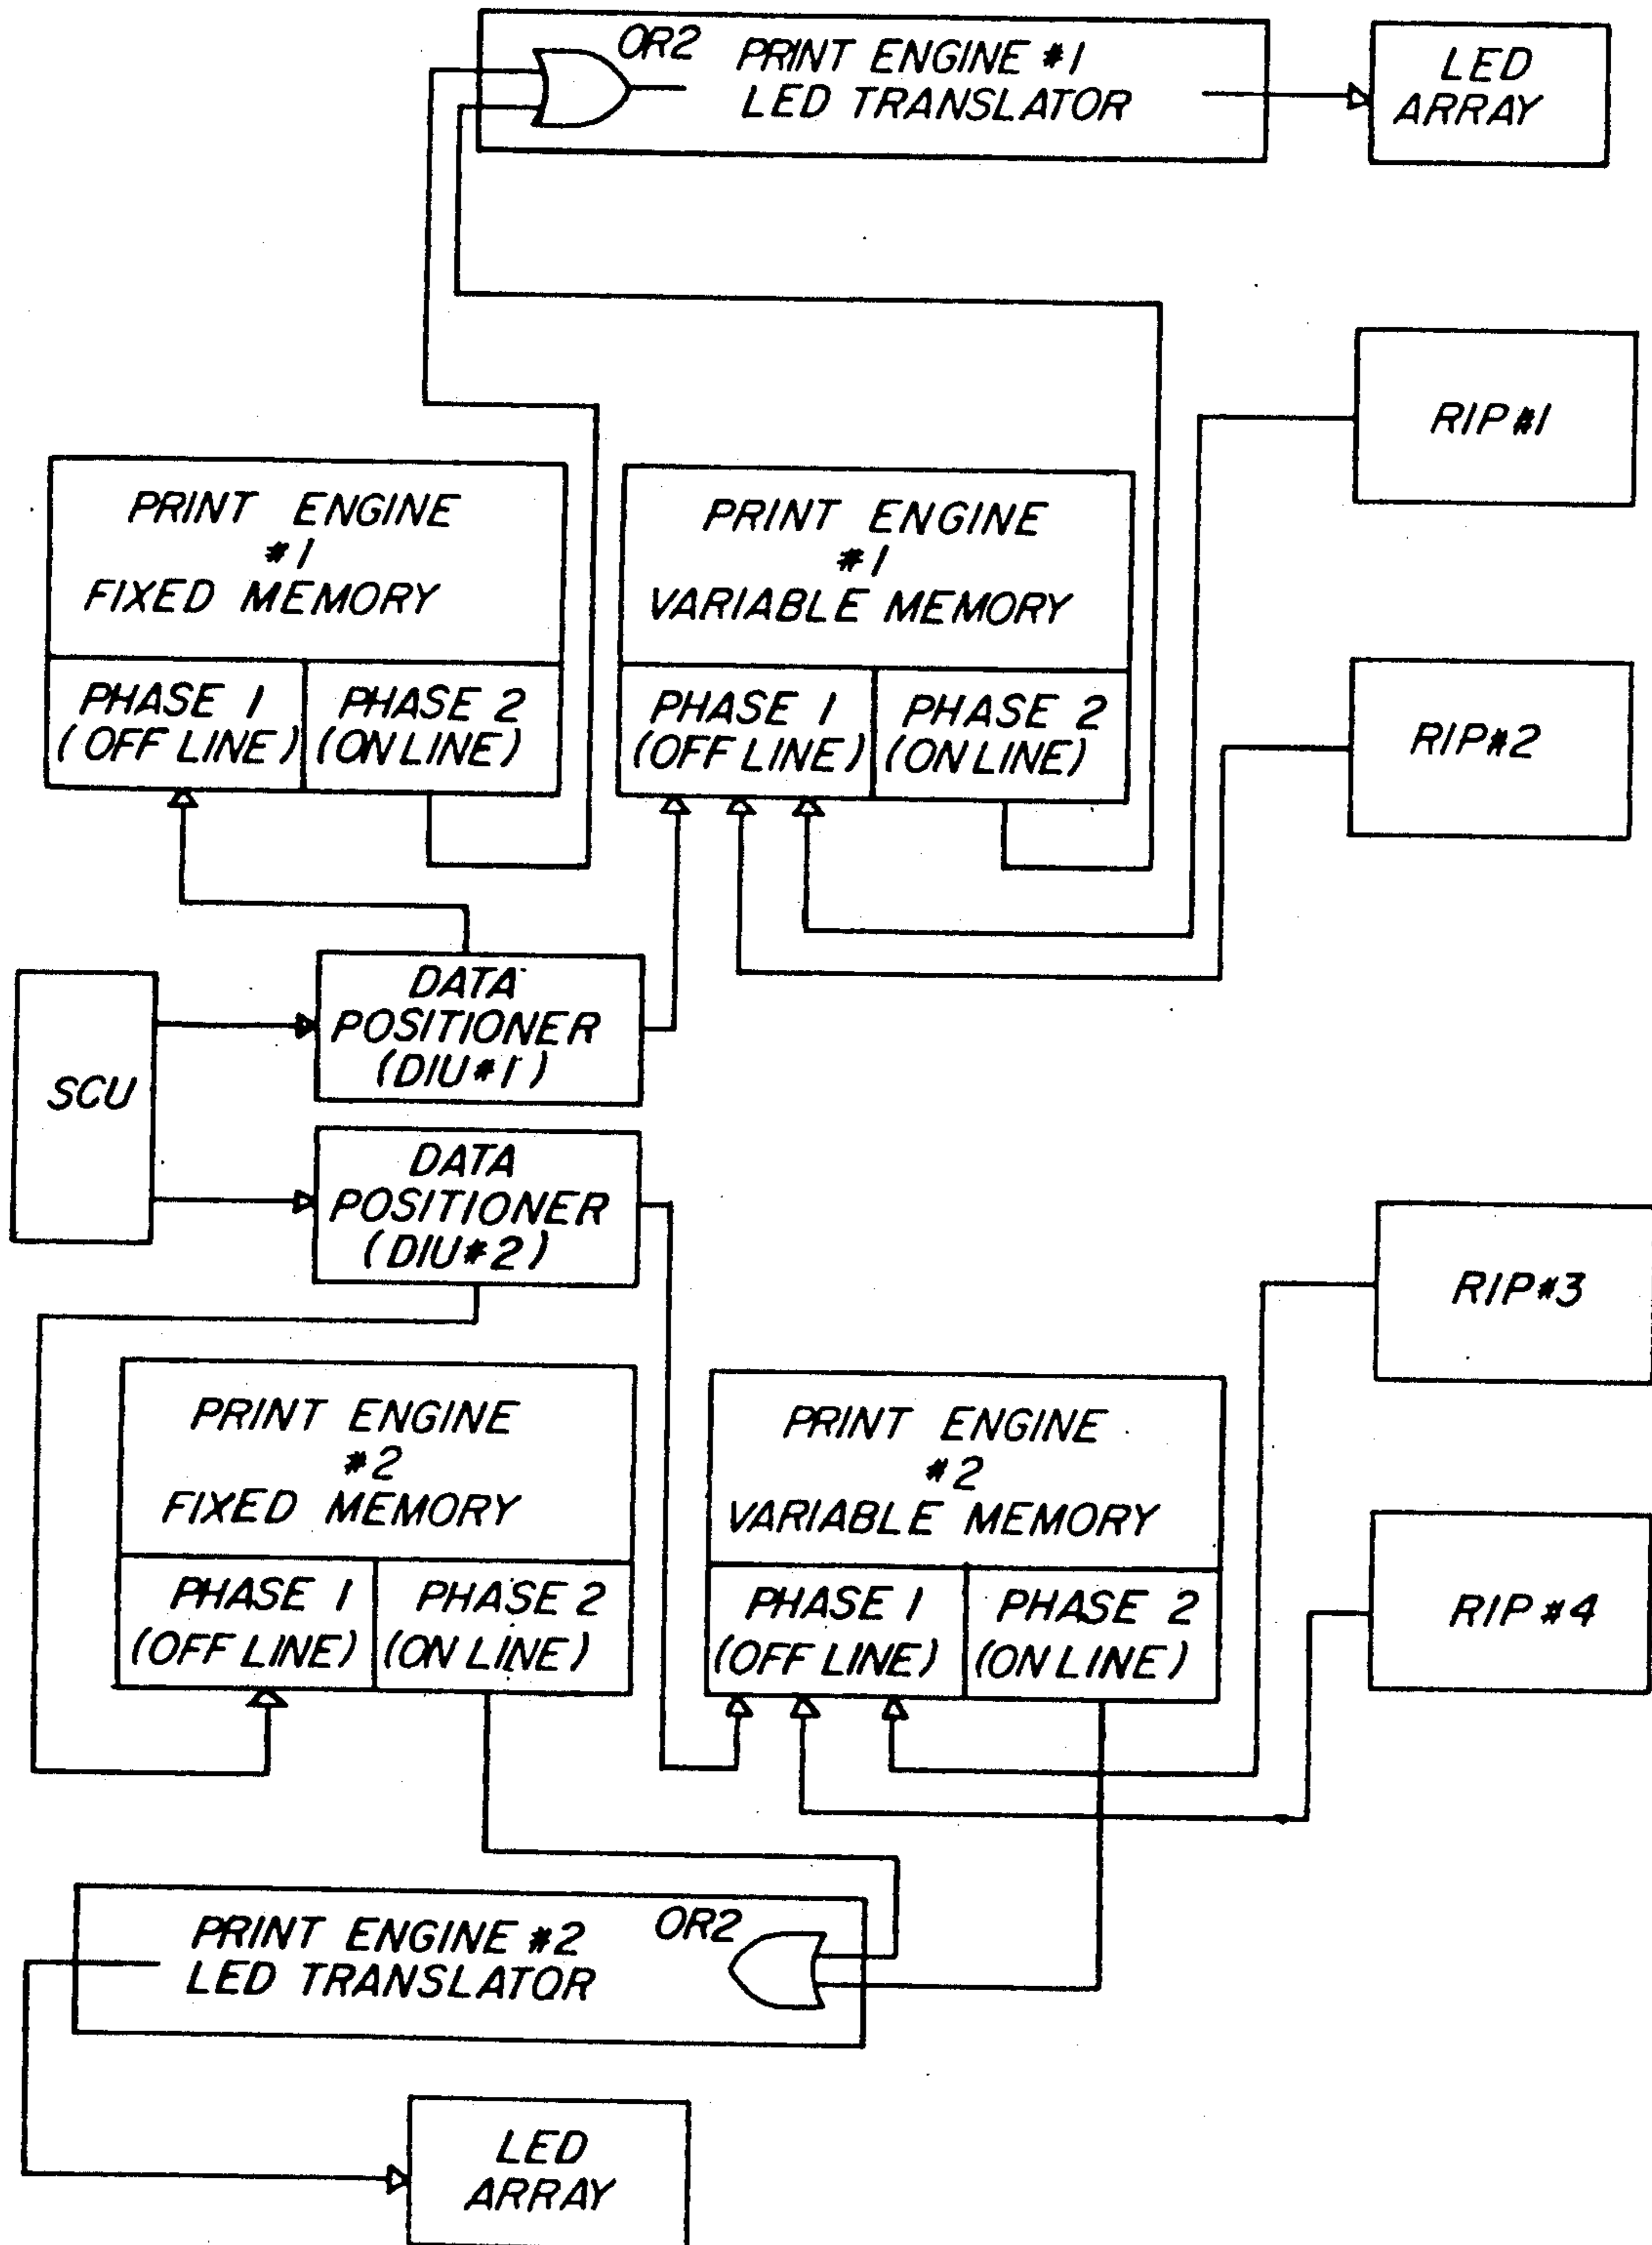 OR2
PRINT ENGINE #1
LED TRANSLATOR
LED
ARRAY
RIP#1
PRINT ENGINE
#1
FIXED MEMORY
PHASE 1
(OFF LINE)
PHASE 2
(ON LINE)
PRINT ENGINE
#1
VARIABLE MEMORY
PHASE 1
(OFF LINE)
PHASE 2
(ON LINE)
RIP#2
SCU
DATA
POSITIONER
(DIU#1)
DATA
POSITIONER
(DIU#2)
RIP#3
PRINT ENGINE
#2
FIXED MEMORY
PHASE 1
(OFF LINE)
PHASE 2
(ON LINE)
PRINT ENGINE
#2
VARIABLE MEMORY
PHASE 1
(OFF LINE)
PHASE 2
(ON LINE)
RIP #4
PRINT ENGINE #2
LED TRANSLATOR
OR2
LED
ARRAY